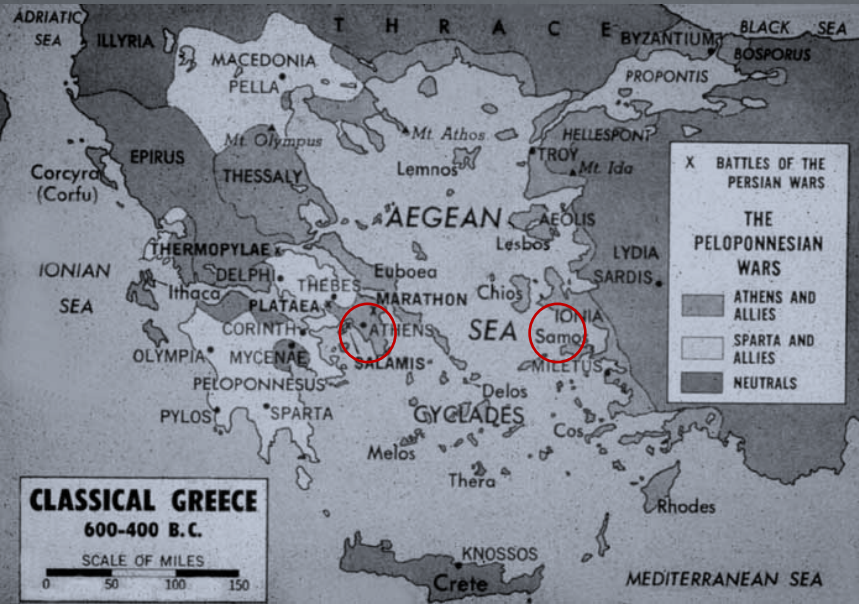 ADRIATIC
SEA
ILLYRIA
THRACE
BLACK SEA
BYZANTIUM
BOSPORUS
MACEDONIA
PELLA
PROPONTIS
Mt. Olympus
Mt. Athos
HELLESPONT
EPIRUS
TROY
Mt. Ida
Corcyra
(Corfu)
THESSALY
Lemnos
AEGEAN
AEOLIS
Lesbos
THERMOPYLAE
LYDIA
IONIAN
SEA
DELPHI
Euboea
SARDIS
Ithaca
THEBES
Chios
PLATAEA
MARATHON
IONIA
CORINTH
ATHENS
SEA
Samos
OLYMPIA
MYCENAE
SALAMIS
MILETUS
PELOPONNESUS
Delos
PYLOS
SPARTA
CYCLADES
Cos
Melos
Thera
Rhodes
KNOSSOS
Crete
MEDITERRANEAN SEA
X BATTLES OF THE
PERSIAN WARS
THE
PELOPONNESIAN
WARS
ATHENS AND
ALLIES
SPARTA AND
ALLIES
NEUTRALS
CLASSICAL GREECE
600-400 B.C.
SCALE OF MILES
0 50 100 150